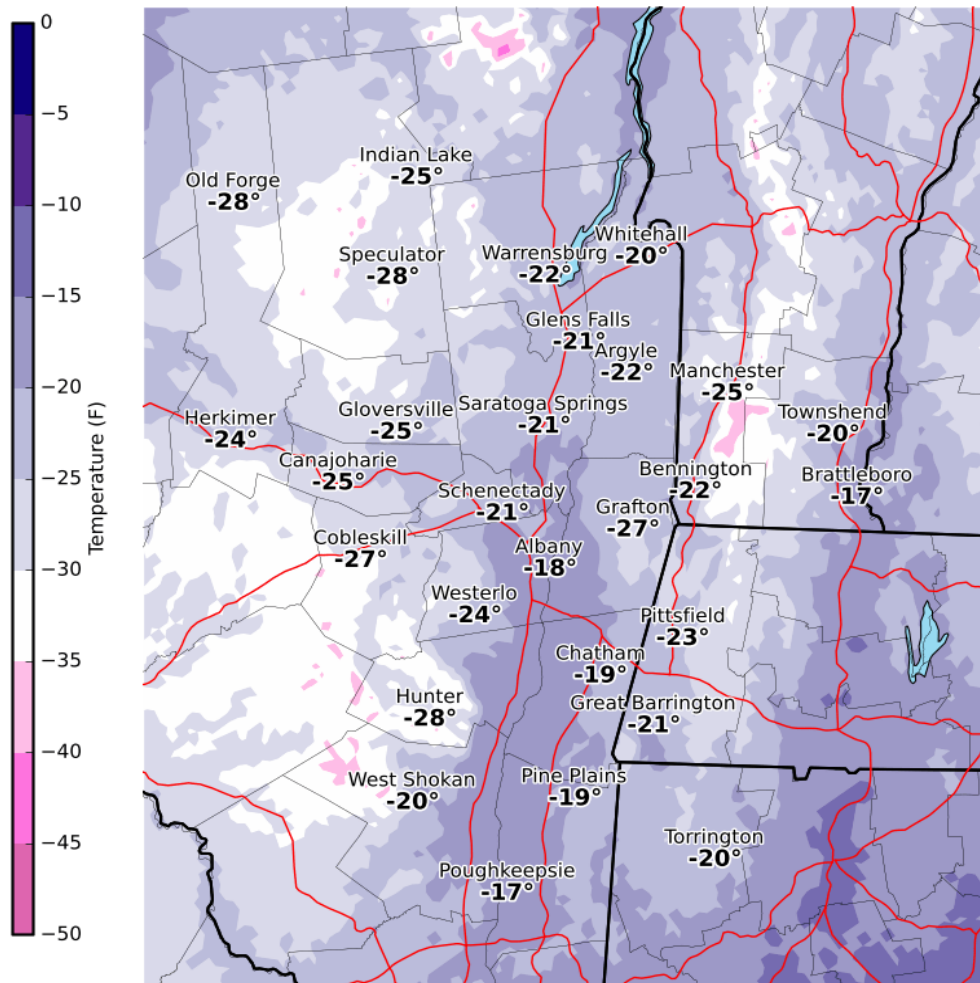 0
−5
−10
−15
−20
−25
−30
−35
−40
−45
−50
Temperature (F)
Indian Lake
-25°
Old Forge
-28°
Whitehall
-20°
Speculator
-28°
Warrensburg
-22°
Glens Falls
-21°
Argyle
-22°
Manchester
-25°
Saratoga Springs
-21°
Gloversville
-25°
Townshend
-20°
Herkimer
-24°
Canajoharie
-25°
Bennington
-22°
Brattleboro
-17°
Schenectady
-21°
Grafton
-27°
Cobleskill
-27°
Albany
-18°
Westerlo
-24°
Pittsfield
-23°
Chatham
-19°
Hunter
-28°
Great Barrington
-21°
West Shokan
-20°
Pine Plains
-19°
Torrington
-20°
Poughkeepsie
-17°